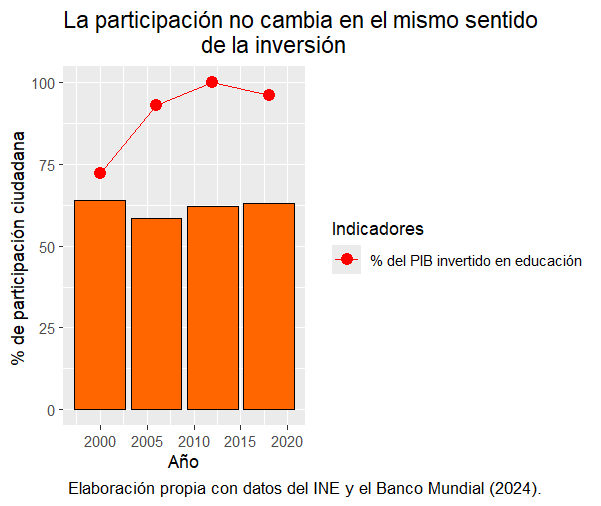 La participación no cambia en el mismo sentido
de la inversión
% de participación ciudadana
100
75
50
25
0
2000 2005 2010 2015 2020
Año
Indicadores
% del PIB invertido en educación
Elaboración propia con datos del INE y el Banco Mundial (2024).